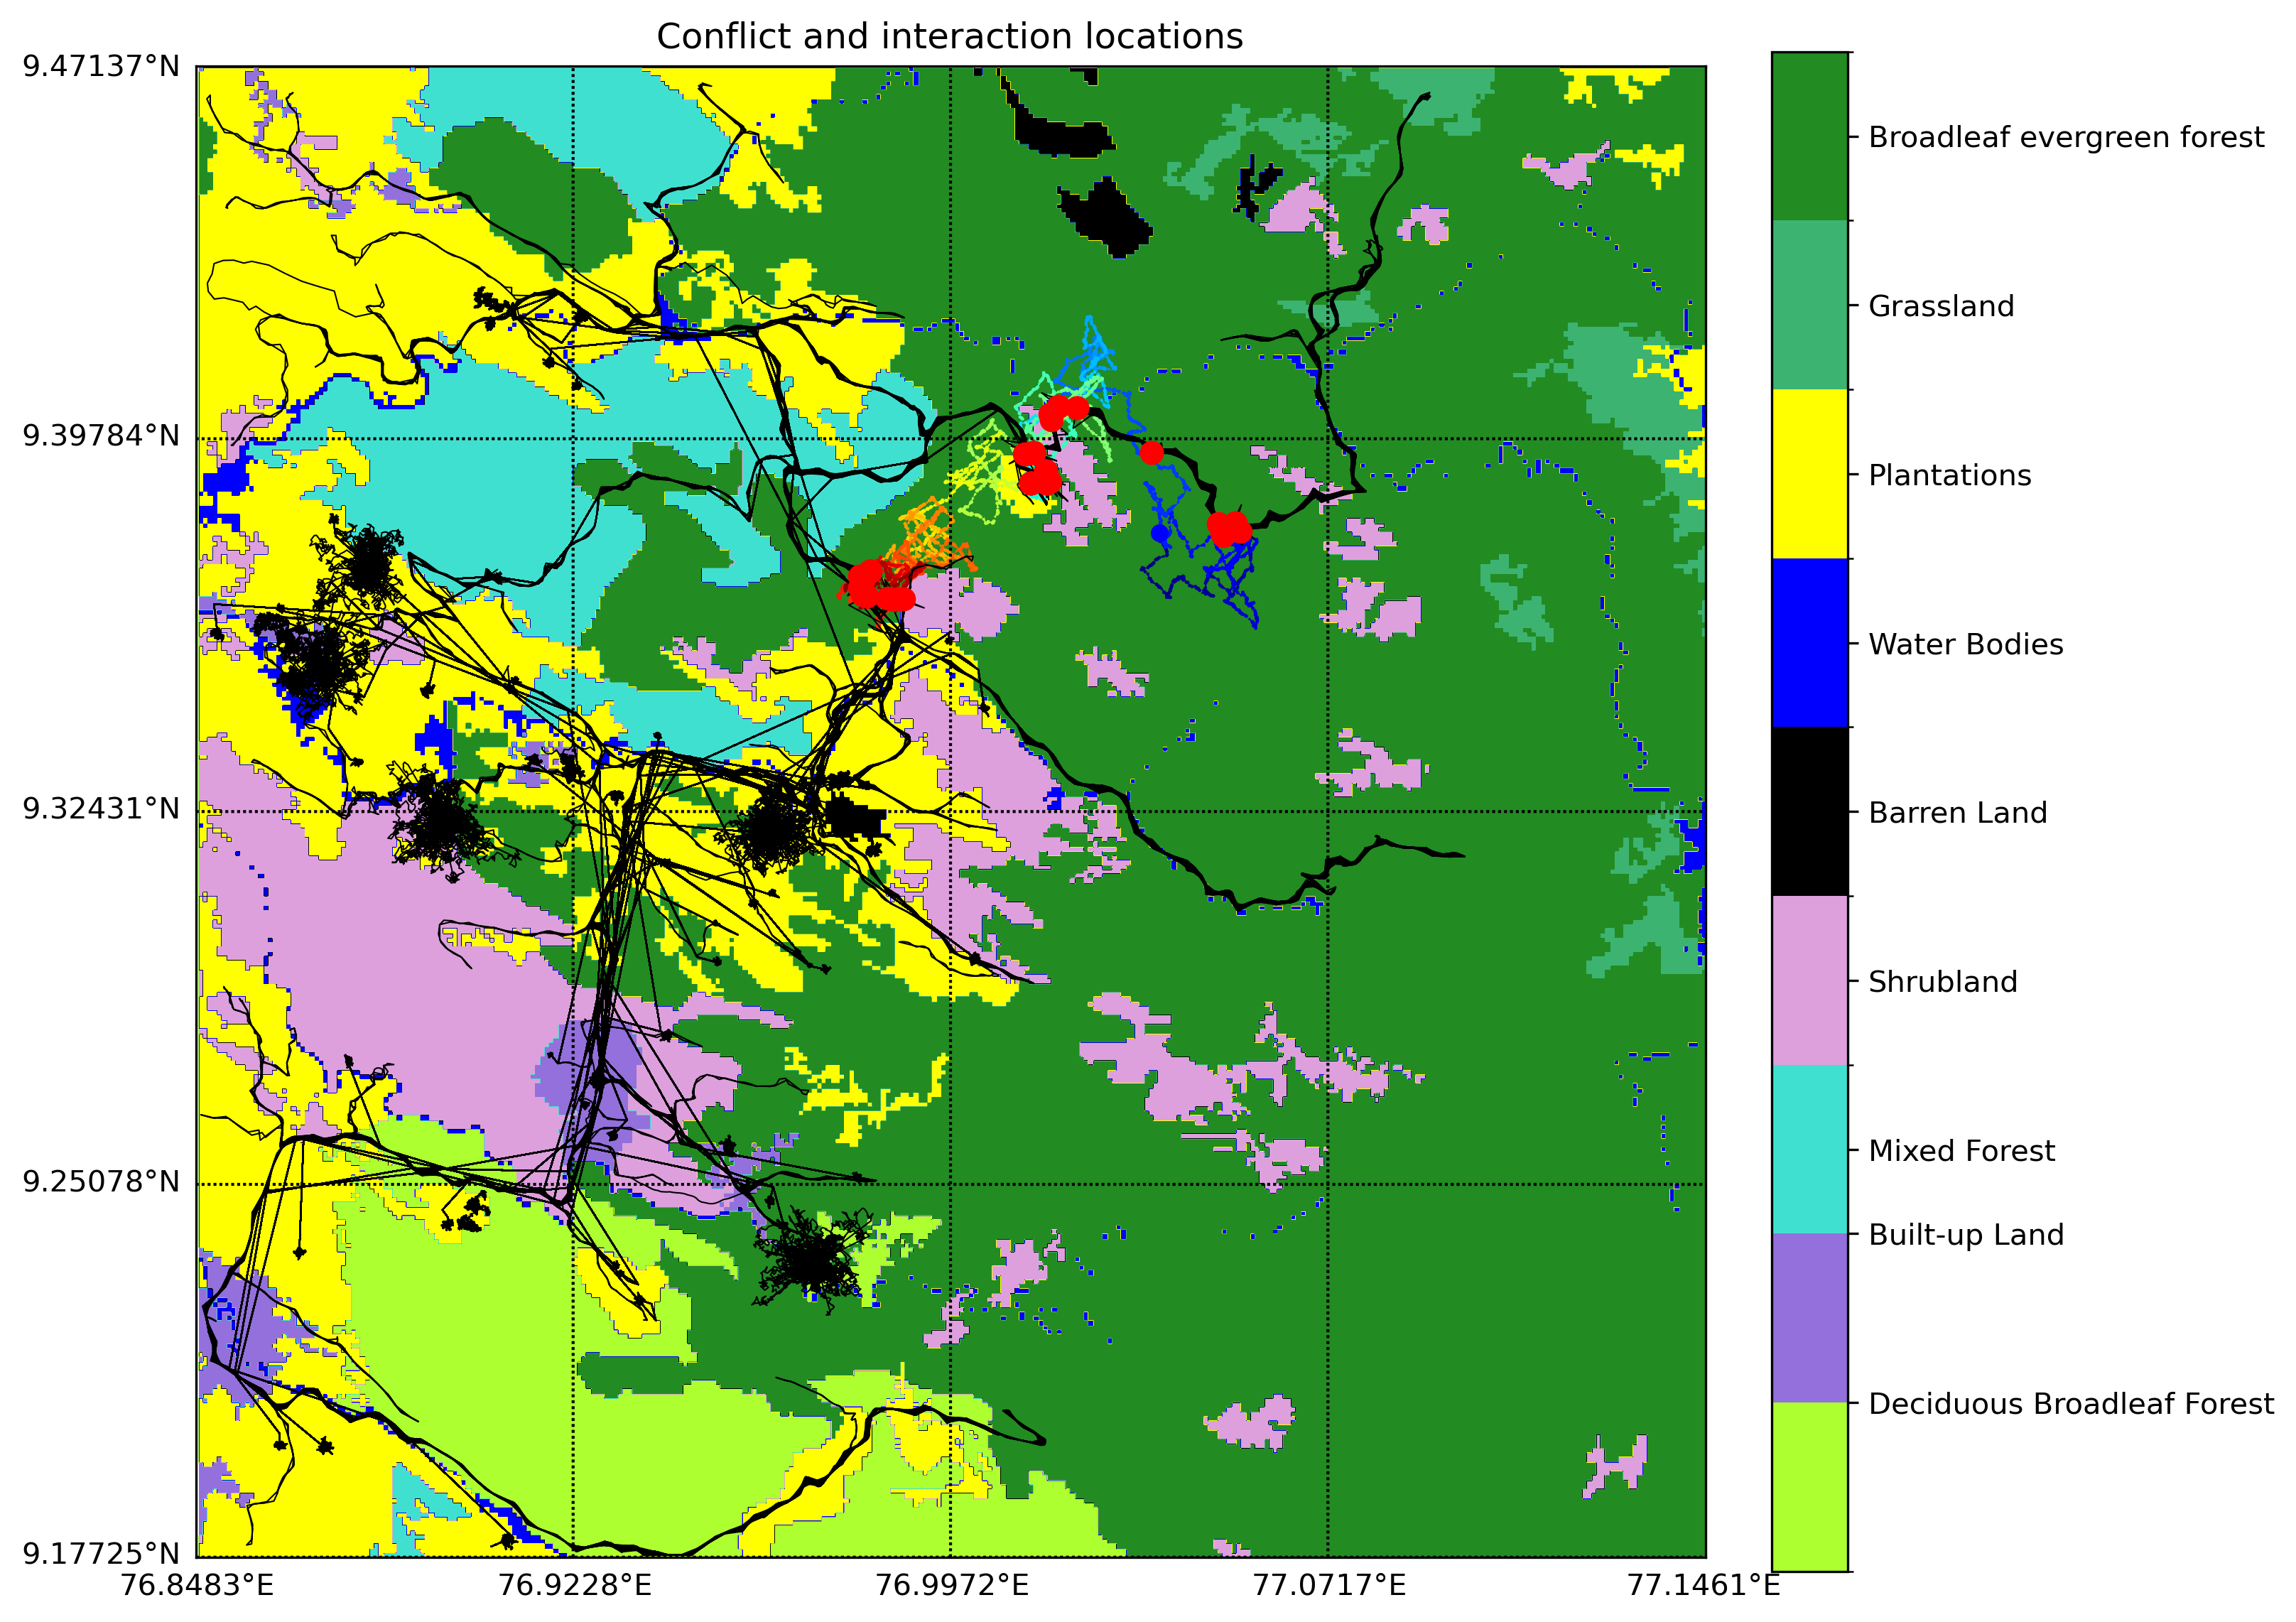 Conflict and interaction locations
9.47137°N
9.39784°N
9.32431°N
9.25078°N
9.17725°N
76.8483°E
76.9228°E
76.9972°E
77.0717°E
77.1461°E
Broadleaf evergreen forest
Grassland
Plantations
Water Bodies
Barren Land
Shrubland
Mixed Forest
Built-up Land
Deciduous Broadleaf Forest